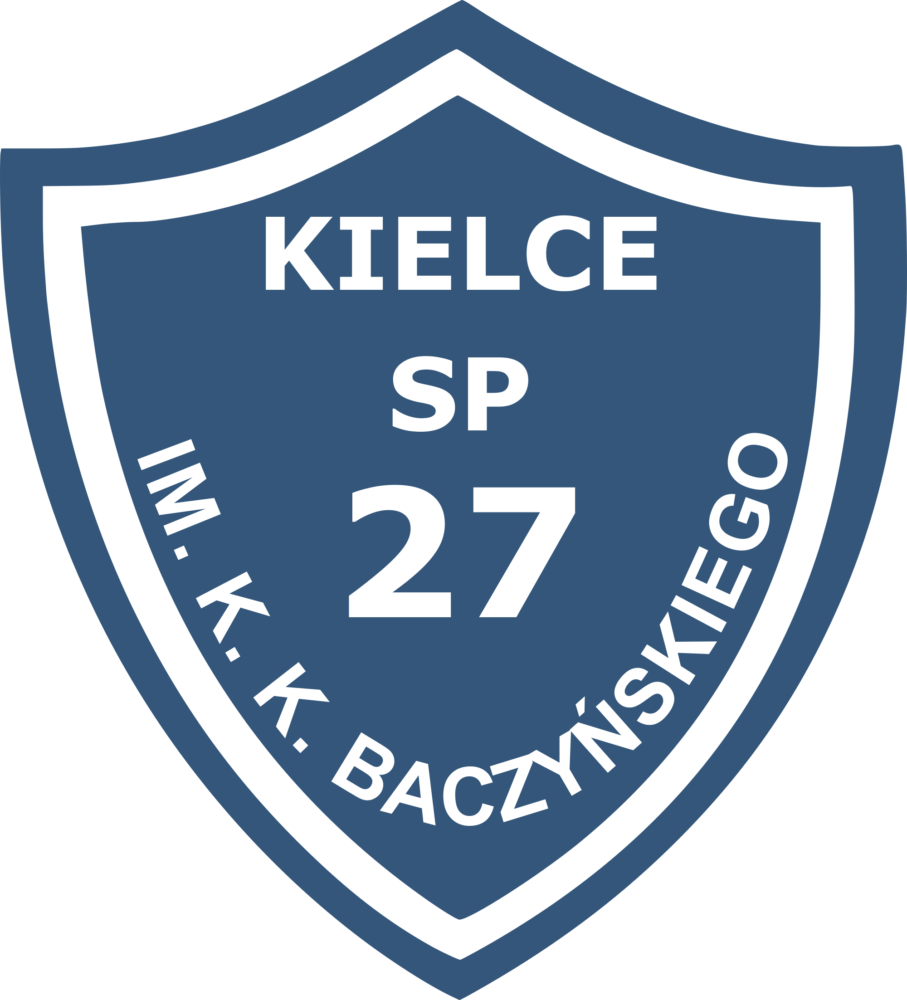 KIELCE
SP
27
IM. K. K. BACZYŃSKIEGO